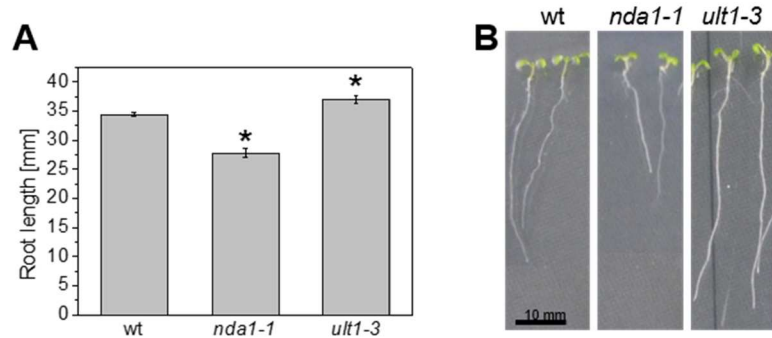 A
Root length [mm]
40
35
30
25
20
15
10
5
0
*
*
wt
nda1-1
ult1-3
B
wt
nda1-1
ult1-3
10 mm